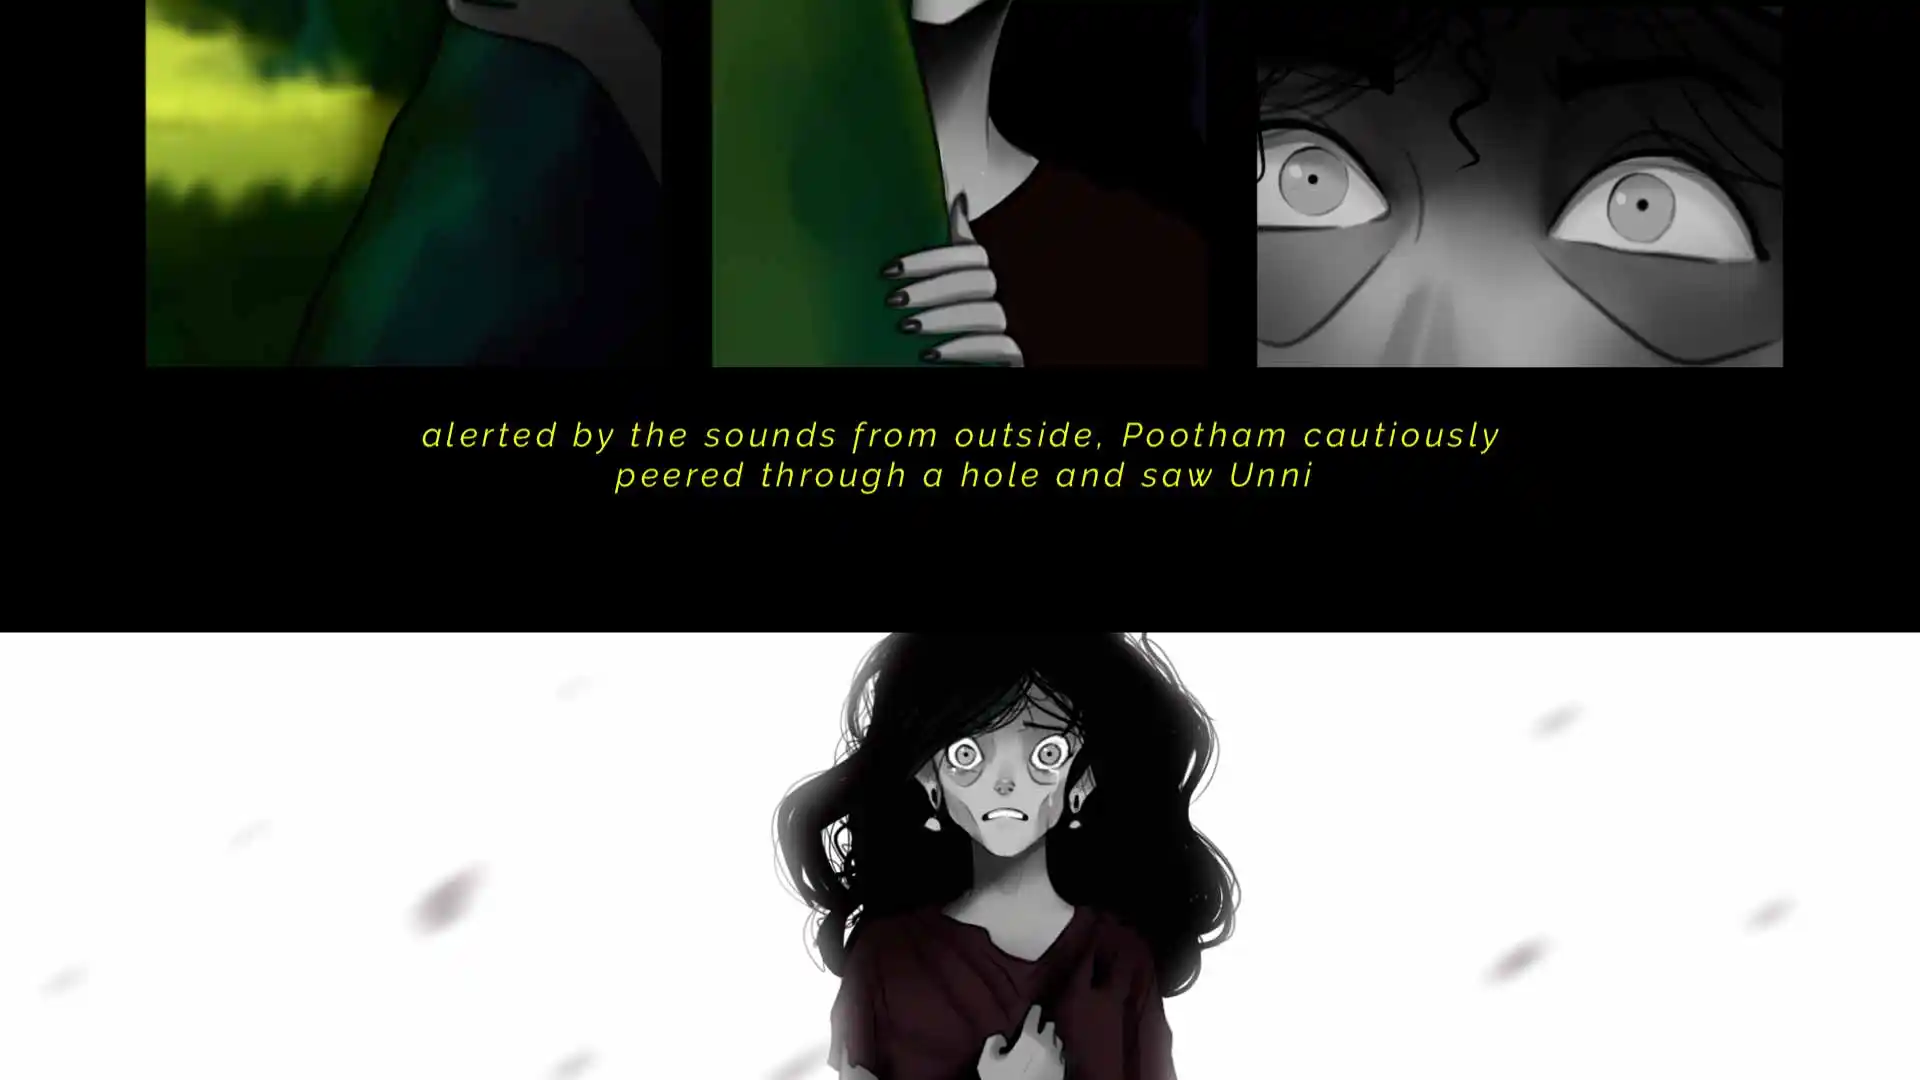 alerted by the sounds from outside, Pootham cautiously
peered through a hole and saw Unni